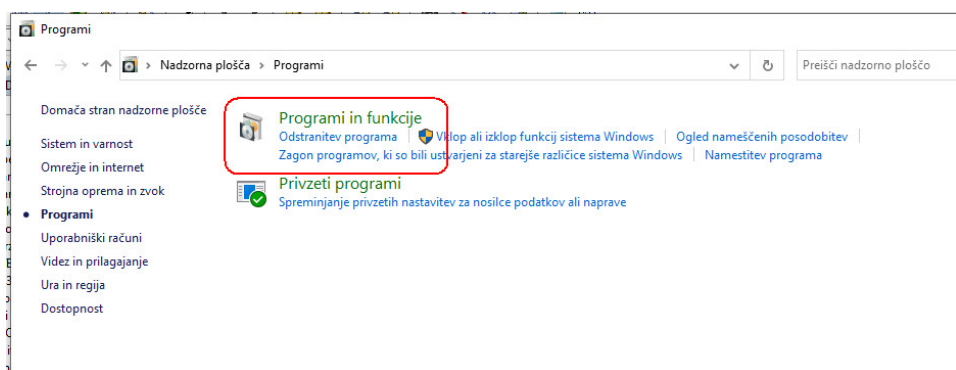 Programi
Nadzorna plošča > Programi
Preišči nadzorno ploščo
Domača stran nadzorne plošče
Sistem in varnost
Omrežje in internet
Strojna oprema in zvok
Programi
Uporabniški računi
Videz in prilagajanje
Ura in regija
Dostopnost
Programi in funkcije
Odstranitev programa | Vklop ali izklop funkcij sistema Windows | Ogled nameščenih posodobitev |
Zagon programov, ki so bili ustvarjeni za starejše različice sistema Windows | Namestitev programa
Privzeti programi
Spreminjanje privzetih nastavitev za nosilce podatkov ali naprave